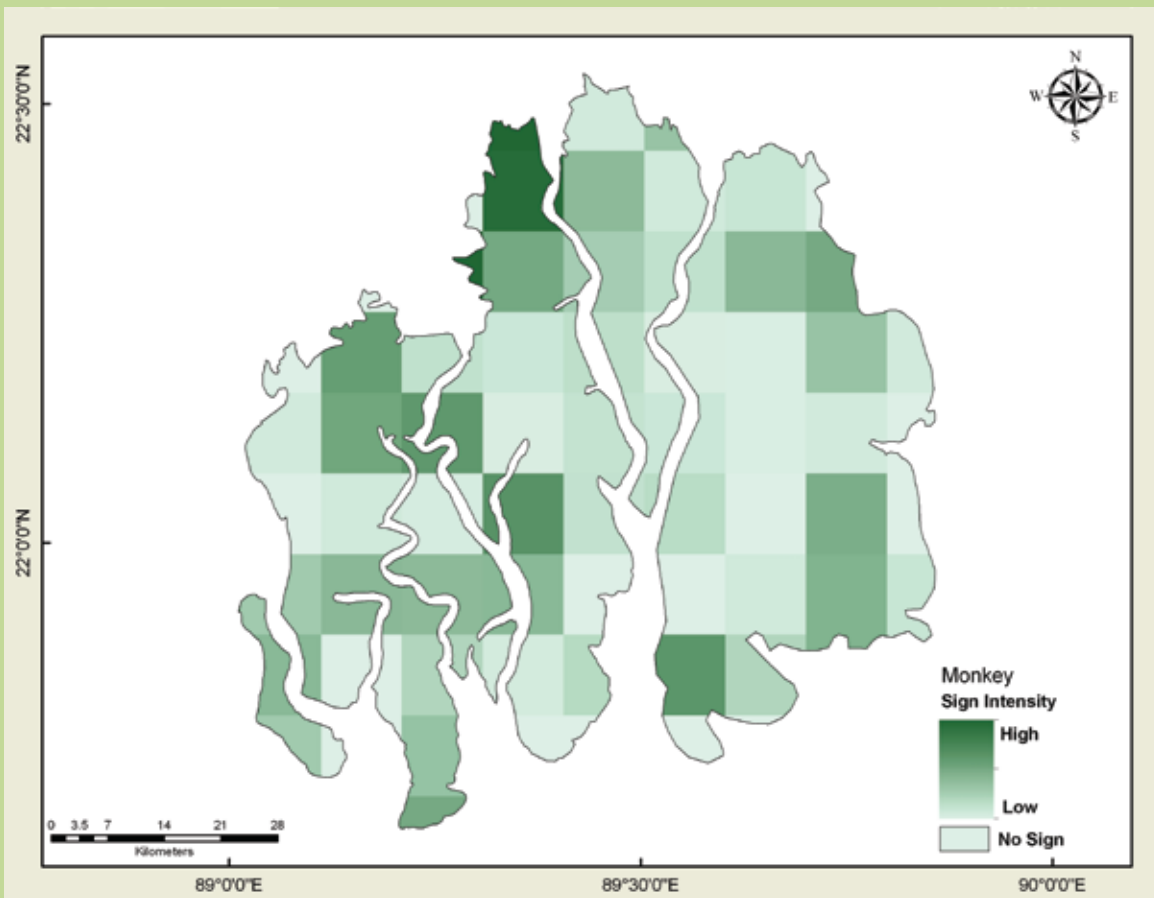 22°30'0"N
N
W E
S
22°0'0"N
Monkey
Sign Intensity
High
Low
No Sign
0 3.5 7 14 21 28
Kilometers
89°0'0"E 89°30'0"E 90°0'0"E